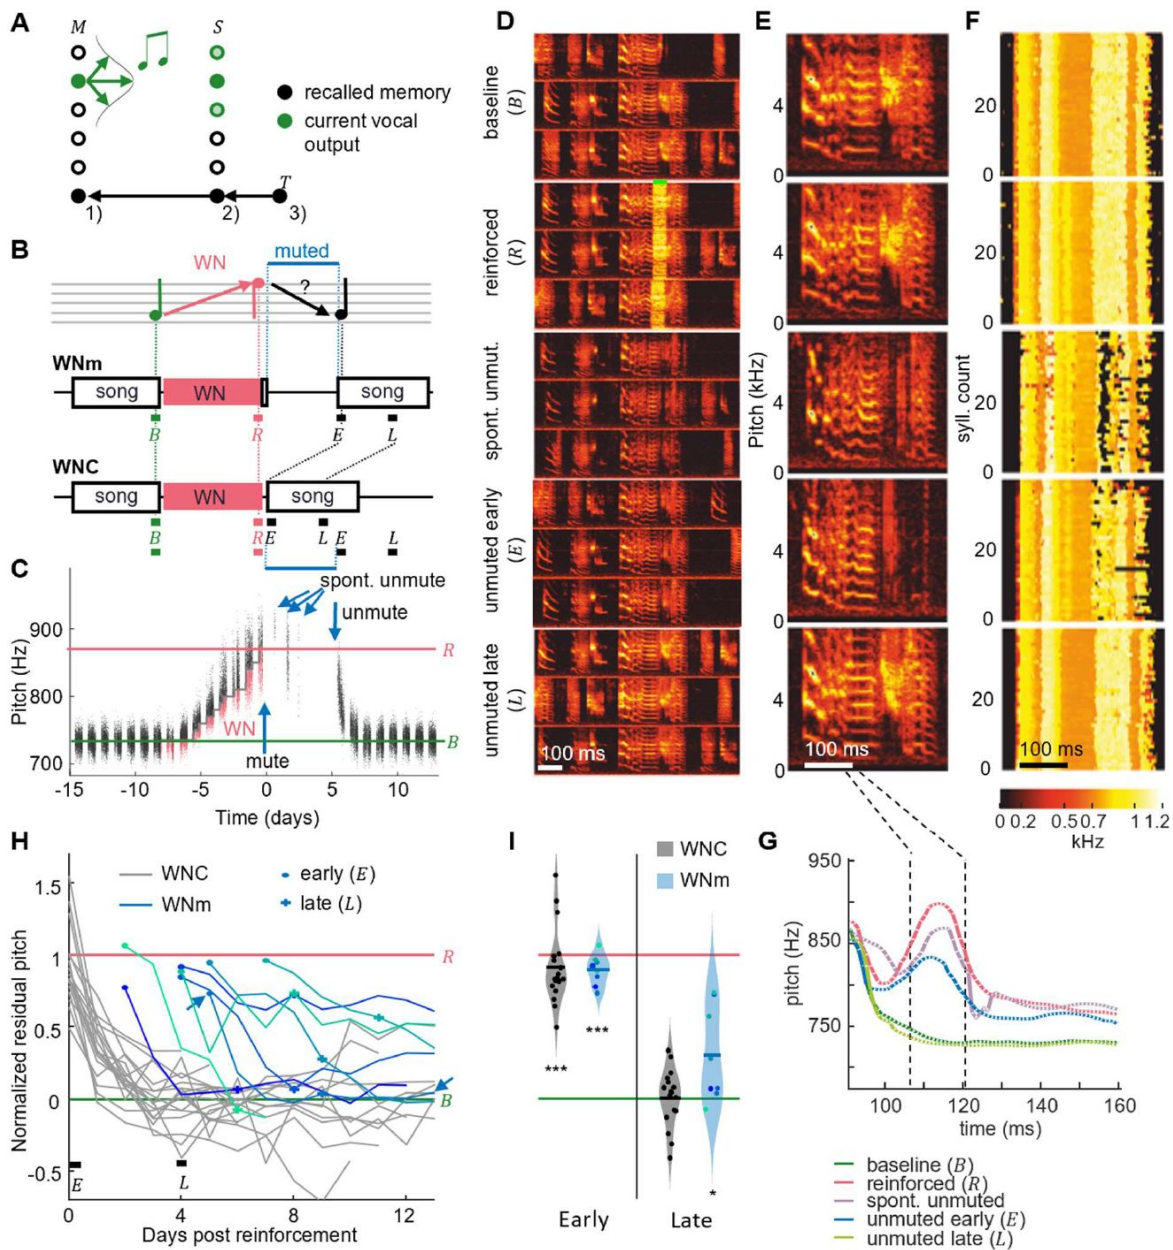 A
M
S
recalled memory
current vocal
output
T
1)
2)
3)
B
WN
muted
?
WNm
song
WN
song
B
R
E
L
WNC
song
WN
song
B
R
E
L
E
L
B
R
C
spont. unmute
unmute
900
800
700
Pitch (Hz)
R
WN
B
mute
-15
-10
-5
0
5
10
Time (days)
D
baseline
(B)
reinforced
(R)
spont. unmut.
unmuted early
(E)
unmuted late
(L)
100 ms
E
4
0
4
0
4
0
4
0
4
0
Pitch (kHz)
100 ms
F
20
0
20
0
20
0
20
0
20
0
syll. count
100 ms
0 0.2 0.5 0.7 1 1.2
kHz
G
950
850
750
pitch (Hz)
100
120
140
160
time (ms)
baseline (B)
reinforced (R)
spont. unmuted
unmuted early (E)
unmuted late (L)
H
WNC
WNm
early (E)
late (L)
1.5
1
0.5
0
-0.5
Normalized residual pitch
R
B
E
L
0
4
8
12
Days post reinforcement
I
WNC
WNm
***
***
*
Early
Late